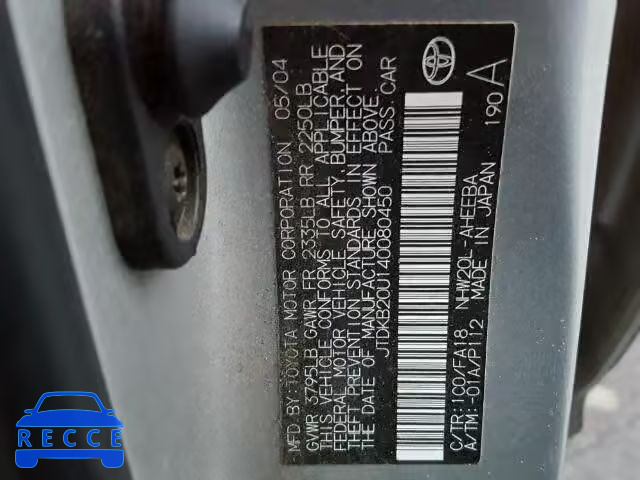 MFD BY: TOYOTA MOTOR CORPORATION 05/04
GVWR 3795LB GAWR FR 2335LB RR 2250LB
THIS VEHICLE CONFORMS TO ALL APPLICABLE
FEDERAL MOTOR VEHICLE SAFETY, BUMPER, AND
THEFT PREVENTION STANDARDS IN EFFECT ON
DATE OF MANUFACTURE SHOWN ABOVE.
JTDKB20U140080450 PASS CAR
C/TR: 1C0/FA18 NHW20L-AHEEBA
A/TM: -01A/P112 MADE IN JAPAN
190 A
RECCE